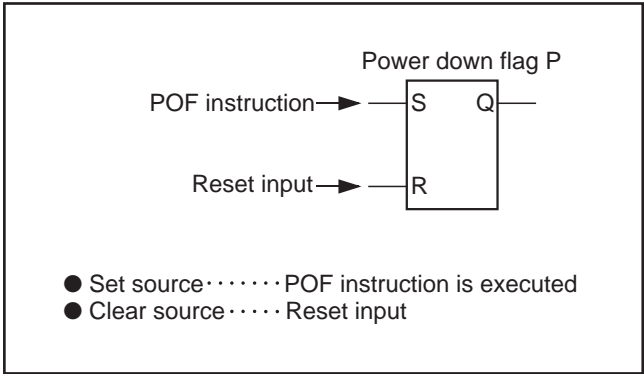 Power down flag P
POF instruction
S Q
Reset input
R
● Set source · · · · · · · POF instruction is executed
● Clear source · · · · · Reset input